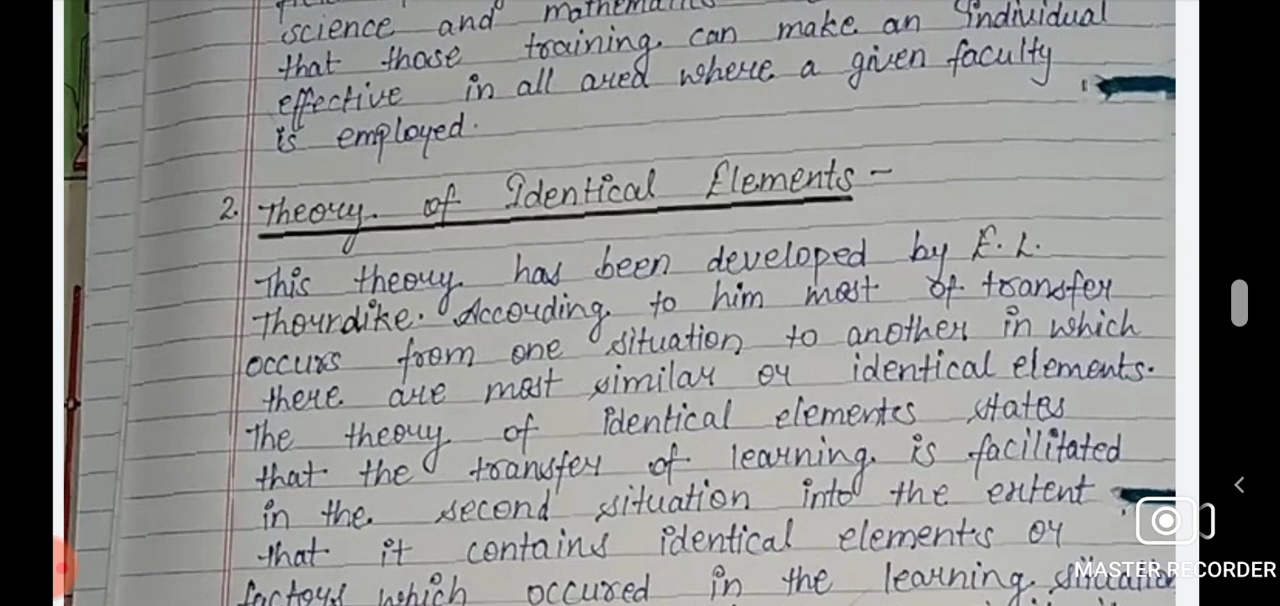 science and mathematics
that those training can make an individual
effective in all ared where a given faculty
is employed.
2. Theory of Identical Elements -
This theory has been developed by E. L.
Thourdike. According to him most of transfer
occurs from one situation to another in which
there are most similar or identical elements.
The theory of identical elementes states
that the transfer of learning is facilitated
in the second situation into the extent
that it contains identical elements or
factors which occured in the learning situation
MASTER RECORDER